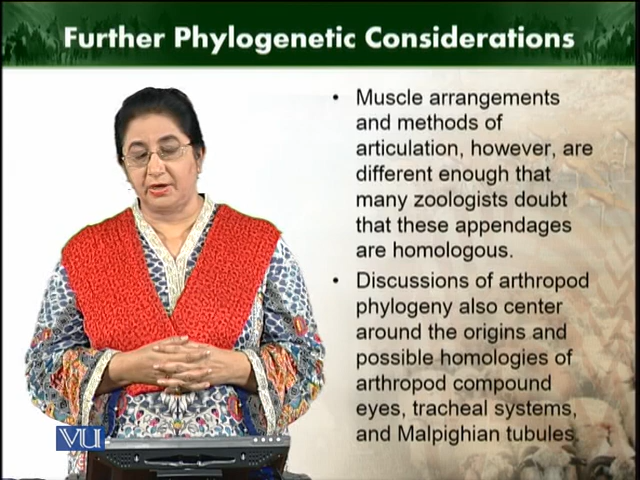 Further Phylogenetic Considerations
• Muscle arrangements
and methods of
articulation, however, are
different enough that
many zoologists doubt
that these appendages
are homologous.
• Discussions of arthropod
phylogeny also center
around the origins and
possible homologies of
arthropod compound
eyes, tracheal systems,
and Malpighian tubules.
VU